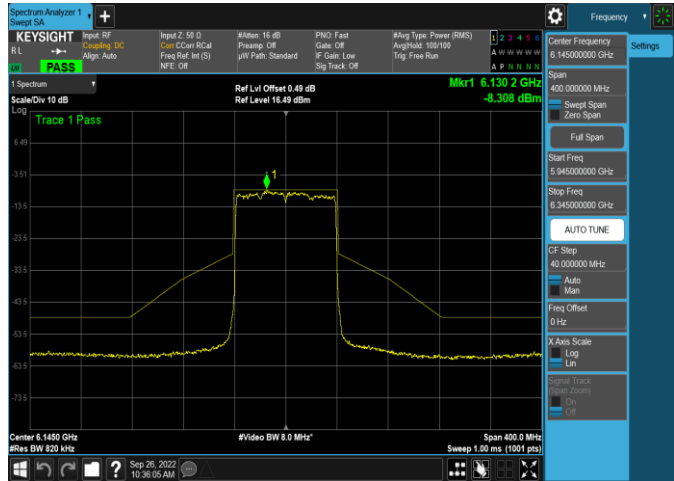 Spectrum Analyzer 1
Swept SA
Frequency
KEYSIGHT
RL
PASS
Input: RF
Coupling: DC
Align: Auto
Input Z: 50 Ω
Corr CCorr RCal
Freq Ref: Int (S)
NFE: Off
#Atten: 16 dB
Preamp: Off
µW Path: Standard
PNO: Fast
Gate: Off
IF Gain: Low
Sig Track: Off
#Avg Type: Power (RMS)
Avg|Hold: 100/100
Trig: Free Run
1 2 3 4 5 6
A W W W W W
A P N N N N
1 Spectrum
Scale/Div 10 dB
Ref Lvl Offset 0.49 dB
Ref Level 16.49 dBm
Mkr1 6.130 2 GHz
-8.308 dBm
Log
Trace 1 Pass
1
6.49
-3.51
-13.5
-23.5
-33.5
-43.5
-53.5
-63.5
-73.5
Center 6.1450 GHz
#Res BW 820 kHz
#Video BW 8.0 MHz*
Span 400.0 MHz
Sweep 1.00 ms (1001 pts)
Sep 26, 2022
10:36:05 AM
Settings
Center Frequency
6.145000000 GHz
Span
400.000000 MHz
Swept Span
Zero Span
Full Span
Start Freq
5.945000000 GHz
Stop Freq
6.345000000 GHz
AUTO TUNE
CF Step
40.000000 MHz
Auto
Man
Freq Offset
0 Hz
X Axis Scale
Log
Lin
Signal Track
(Span Zoom)
On
Off